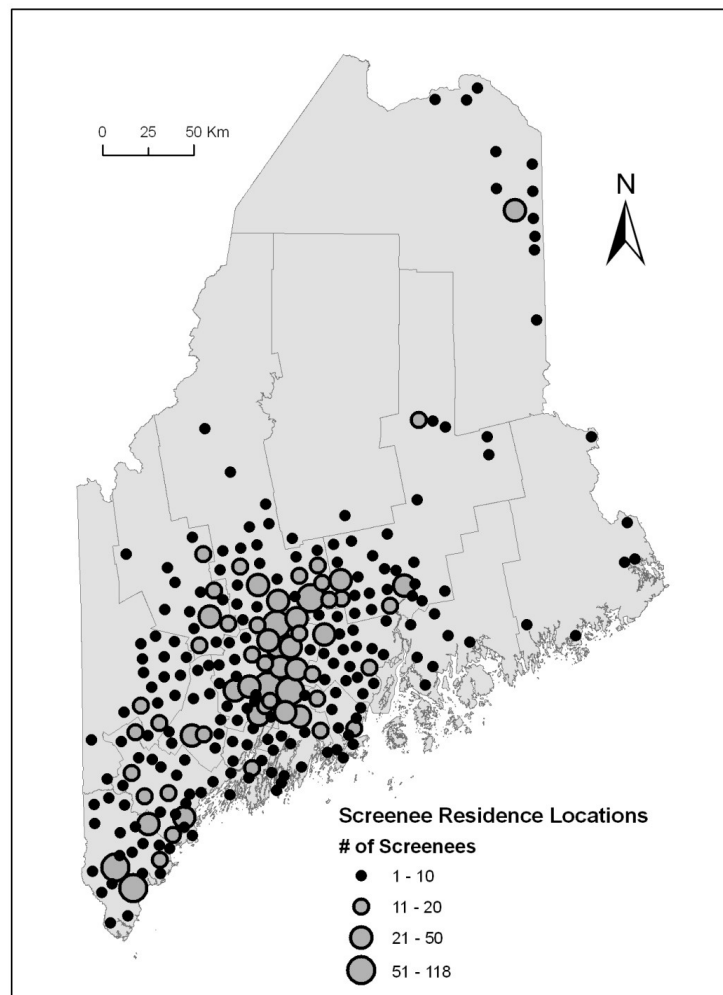 0 25 50 Km
N
Screenee Residence Locations
# of Screenees
1 - 10
11 - 20
21 - 50
51 - 118